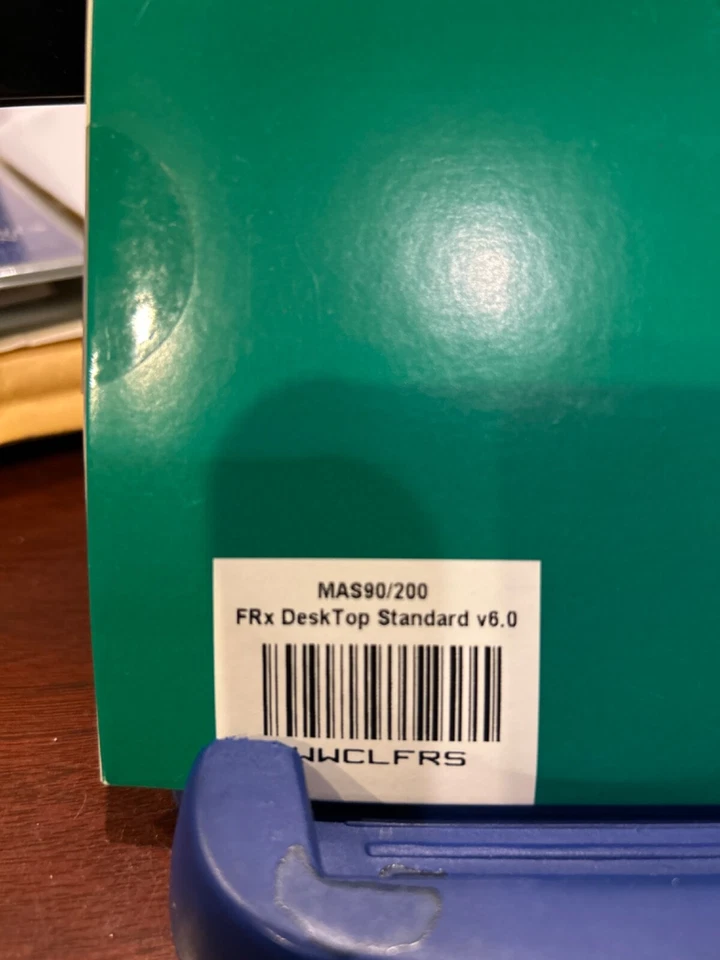 MAS90/200
FRx DeskTop Standard v6.0
WWCLFRS